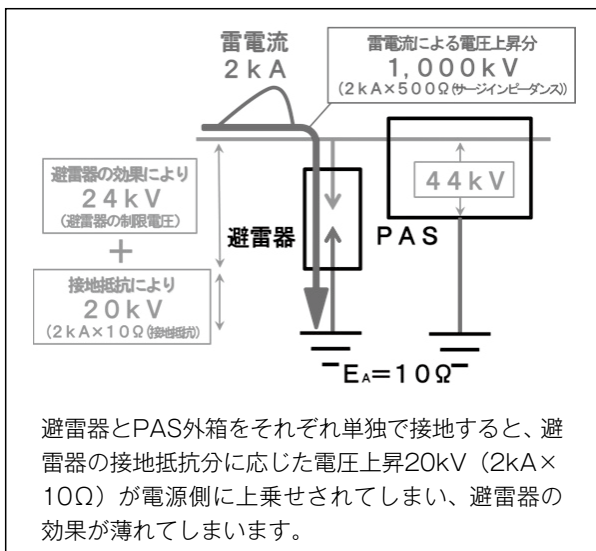 雷電流
2kA
雷電流による電圧上昇分
1,000kV
(2kA×500Ω(サージインピーダンス))
避雷器の効果により
24kV
(避雷器の制限電圧)
+
接地抵抗により
20kV
(2kA×10Ω(接地抵抗))
避雷器
44kV
PAS
EA=10Ω
避雷器とPAS外箱をそれぞれ単独で接地すると、避
雷器の接地抵抗分に応じた電圧上昇20kV(2kA×
10Ω)が電源側に上乗せされてしまい、避雷器の
効果が薄れてしまいます。